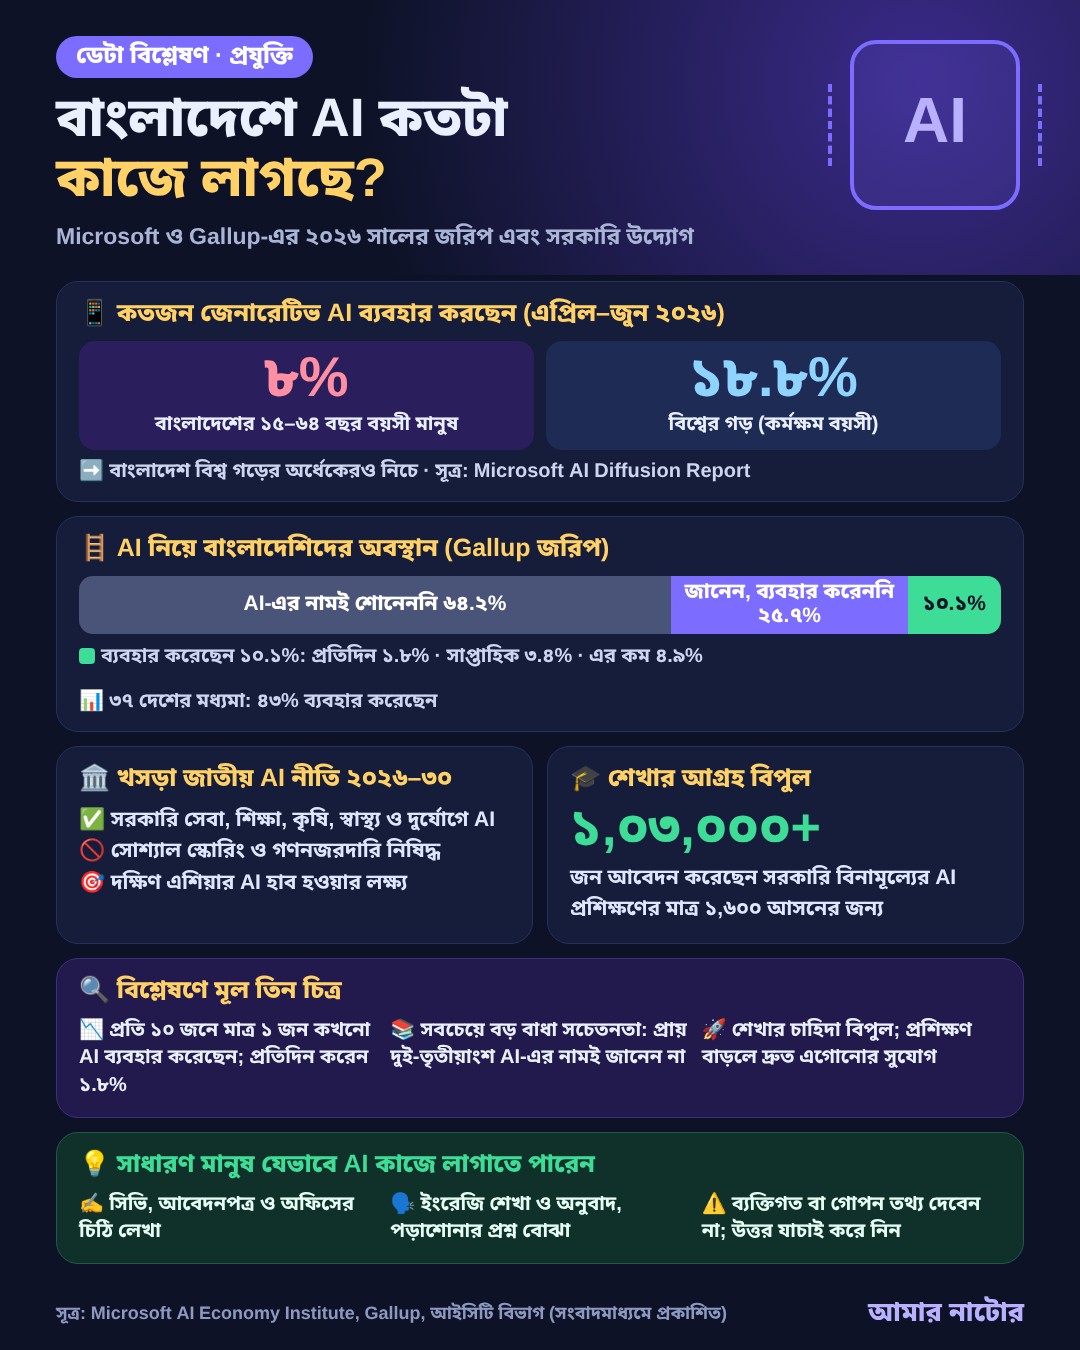 ডেটা বিশ্লেষণ · প্রযুক্তি
বাংলাদেশে AI কতটা
কাজে লাগছে?
AI
Microsoft ও Gallup-এর ২০২৬ সালের জরিপ এবং সরকারি উদ্যোগ
কতজন জেনারেটিভ AI ব্যবহার করছেন (এপ্রিল–জুন ২০২৬)
৮%
বাংলাদেশের ১৫–৬৪ বছর বয়সী মানুষ
১৮.৮%
বিশ্বের গড় (কর্মক্ষম বয়সী)
➡️ বাংলাদেশ বিশ্ব গড়ের অর্ধেকেরও নিচে · সূত্র: Microsoft AI Diffusion Report
AI নিয়ে বাংলাদেশিদের অবস্থান (Gallup জরিপ)
AI-এর নামই শোনেননি ৬৪.২%
জানেন, ব্যবহার করেননি
২৫.৭%
১০.১%
ব্যবহার করেছেন ১০.১%: প্রতিদিন ১.৮% · সাপ্তাহিক ৩.৪% · এর কম ৪.৯%
৩৭ দেশের মধ্যমা: ৪৩% ব্যবহার করেছেন
খসড়া জাতীয় AI নীতি ২০২৬–৩০
✅ সরকারি সেবা, শিক্ষা, কৃষি, স্বাস্থ্য ও দুর্যোগে AI
🚫 সোশ্যাল স্কোরিং ও গণনজরদারি নিষিদ্ধ
🎯 দক্ষিণ এশিয়ার AI হাব হওয়ার লক্ষ্য
শেখার আগ্রহ বিপুল
১,০৩,০০০+
জন আবেদন করেছেন সরকারি বিনামূল্যের AI
প্রশিক্ষণের মাত্র ১,৬০০ আসনের জন্য
বিশ্লেষণে মূল তিন চিত্র
প্রতি ১০ জনে মাত্র ১ জন কখনো
AI ব্যবহার করেছেন; প্রতিদিন করেন
১.৮%
সবচেয়ে বড় বাধা সচেতনতা: প্রায়
দুই-তৃতীয়াংশ AI-এর নামই জানেন না
শেখার চাহিদা বিপুল; প্রশিক্ষণ
বাড়লে দ্রুত এগোনোর সুযোগ
সাধারণ মানুষ যেভাবে AI কাজে লাগাতে পারেন
সিভি, আবেদনপত্র ও অফিসের
চিঠি লেখা
ইংরেজি শেখা ও অনুবাদ,
পড়াশোনার প্রশ্ন বোঝা
ব্যক্তিগত বা গোপন তথ্য দেবেন
না; উত্তর যাচাই করে নিন
সূত্র: Microsoft AI Economy Institute, Gallup, আইসিটি বিভাগ (সংবাদমাধ্যমে প্রকাশিত)
আমার নাটোর